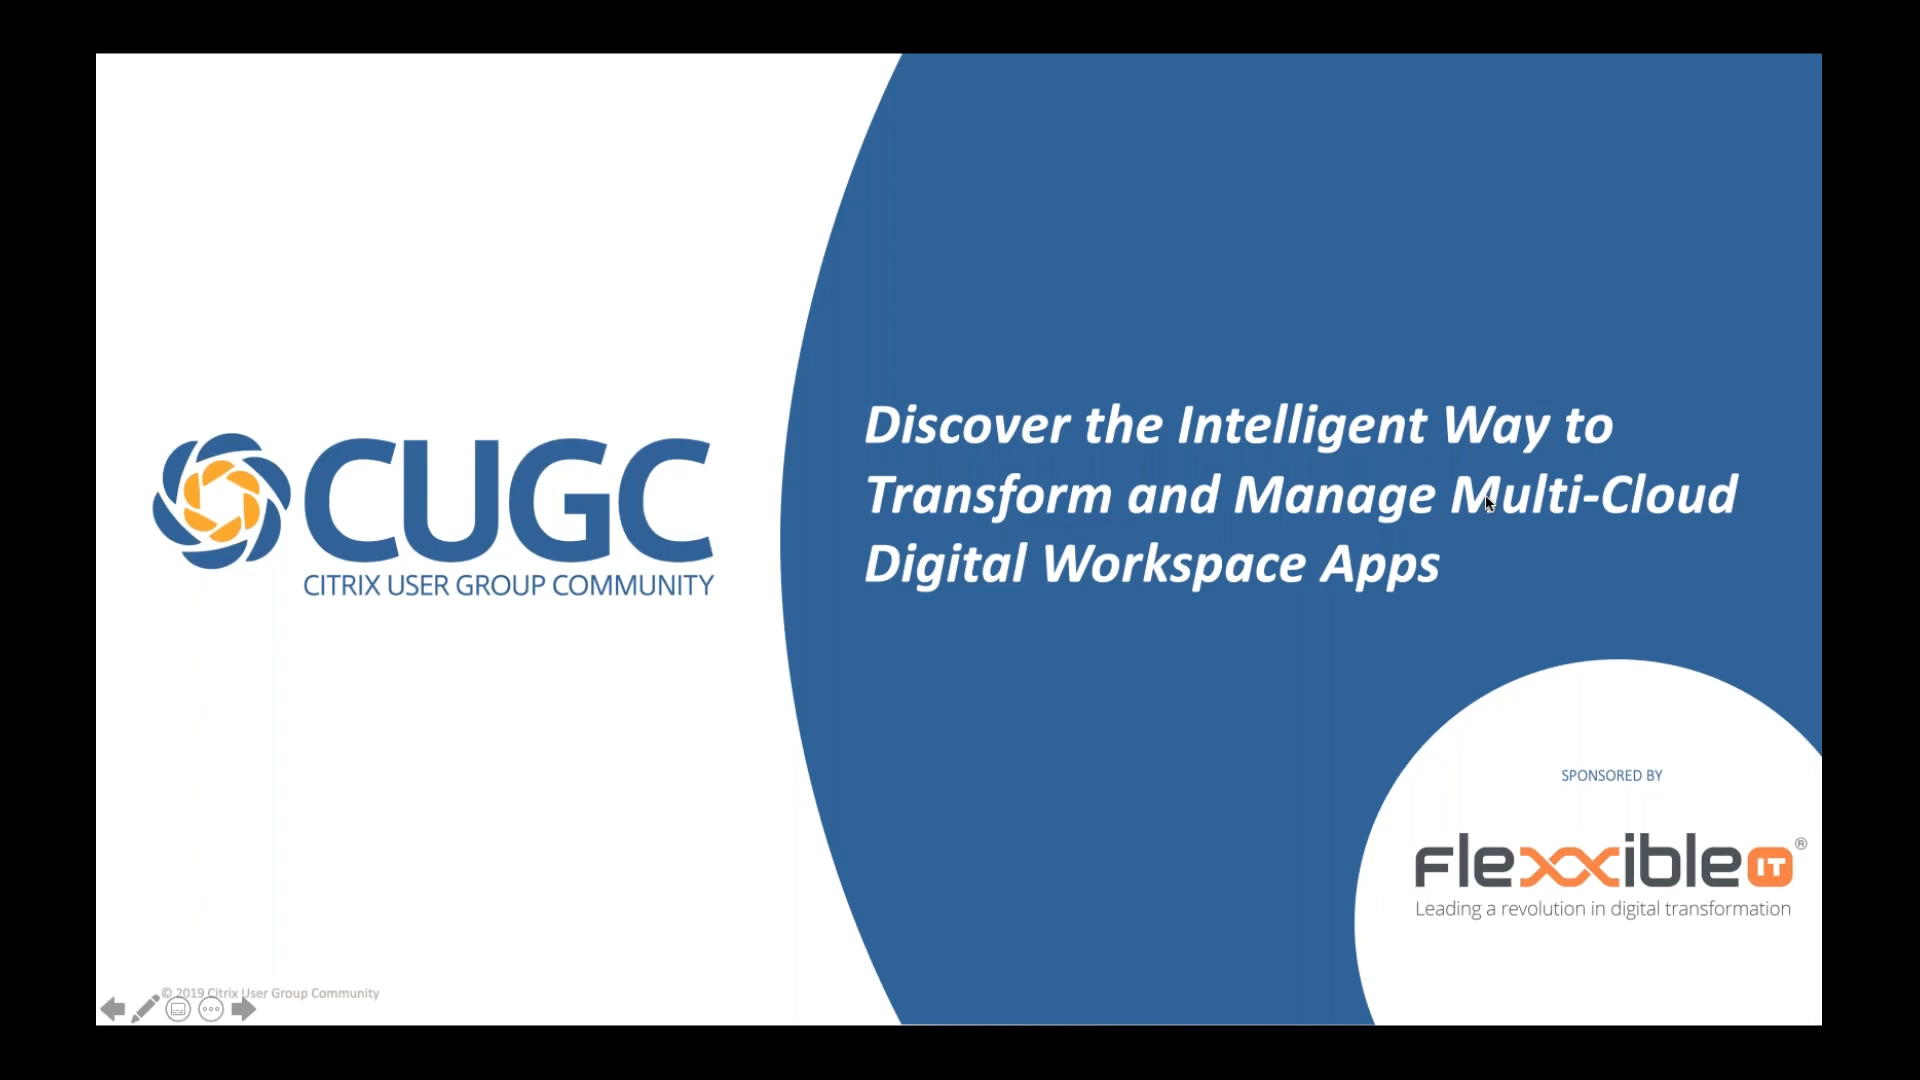 CUGC
CITRIX USER GROUP COMMUNITY
Discover the Intelligent Way to
Transform and Manage Multi-Cloud
Digital Workspace Apps
SPONSORED BY
flexxible IT ®
Leading a revolution in digital transformation
© 2019 Citrix User Group Community